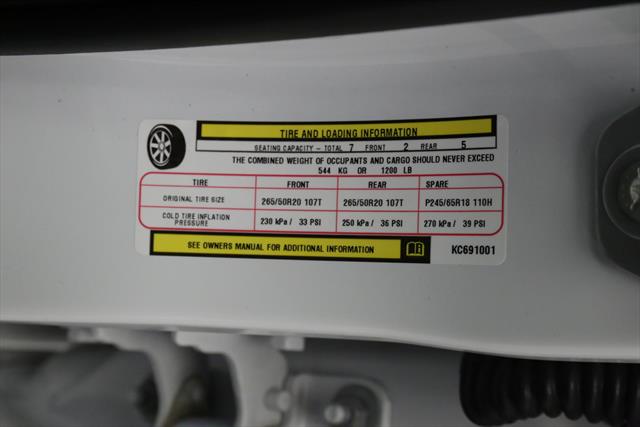 TIRE AND LOADING INFORMATION
SEATING CAPACITY - TOTAL 7 FRONT 2 REAR 5
THE COMBINED WEIGHT OF OCCUPANTS AND CARGO SHOULD NEVER EXCEED
544 KG OR 1200 LB
TIRE FRONT REAR SPARE
ORIGINAL TIRE SIZE 265/50R20 107T 265/50R20 107T P245/65R18 110H
COLD TIRE INFLATION PRESSURE 230 kPa / 33 PSI 250 kPa / 36 PSI 270 kPa / 39 PSI
SEE OWNERS MANUAL FOR ADDITIONAL INFORMATION KC691001